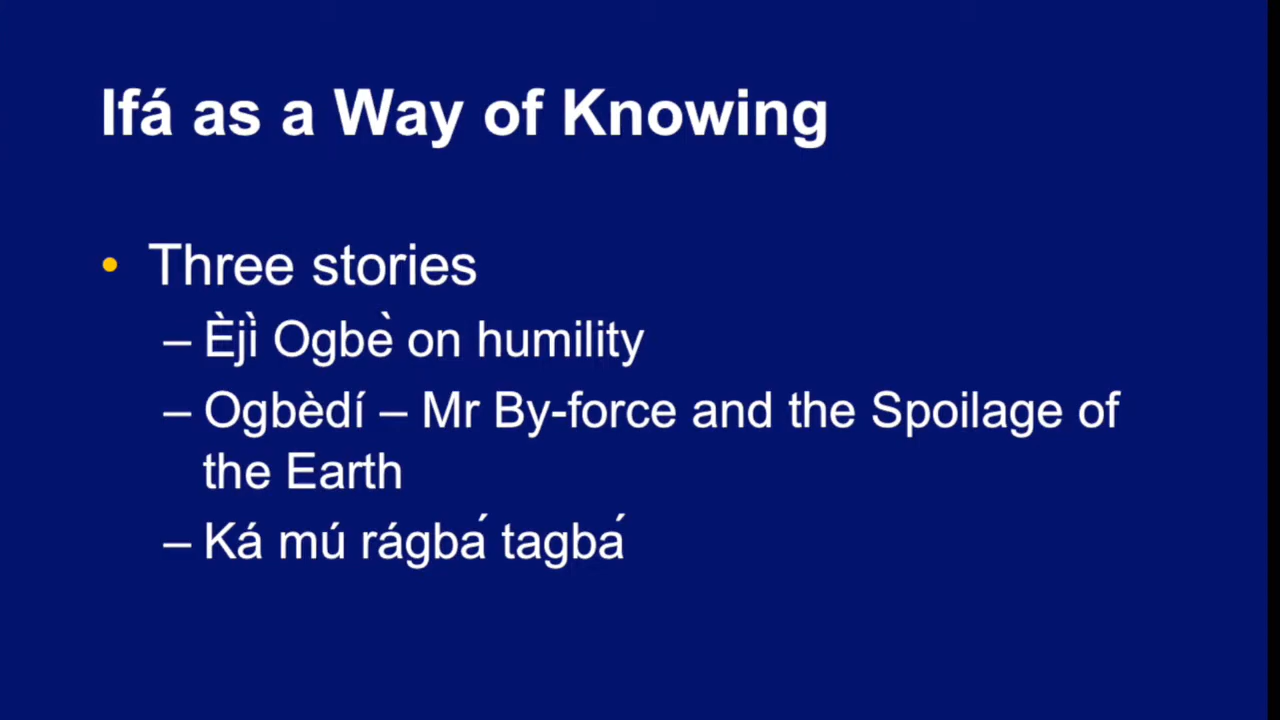 Ifá as a Way of Knowing
• Three stories
– Èjì Ogbè on humility
– Ogbèdí – Mr By-force and the Spoilage of
the Earth
– Ká mú rágbá tagbá